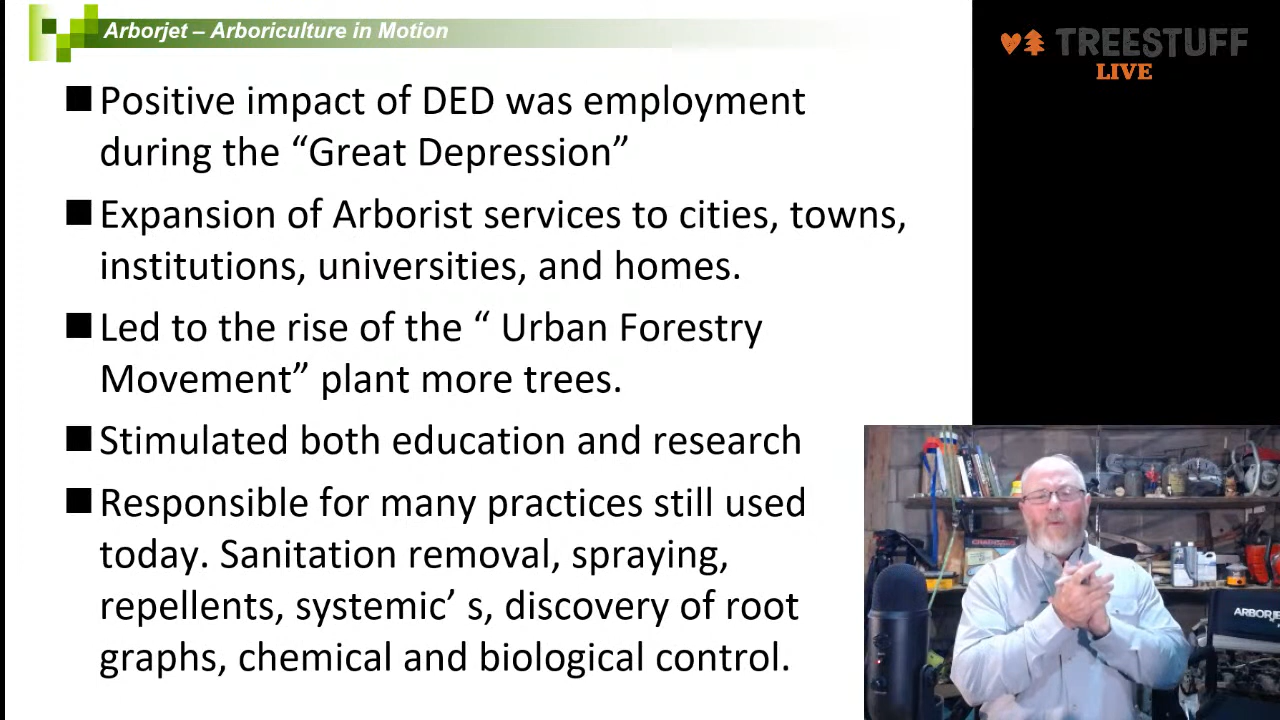 Arborjet – Arboriculture in Motion
TREESTUFF
LIVE
■ Positive impact of DED was employment
during the “Great Depression”
■ Expansion of Arborist services to cities, towns,
institutions, universities, and homes.
■ Led to the rise of the “ Urban Forestry
Movement” plant more trees.
■ Stimulated both education and research
■ Responsible for many practices still used
today. Sanitation removal, spraying,
repellents, systemic’ s, discovery of root
graphs, chemical and biological control.
ARBORJET